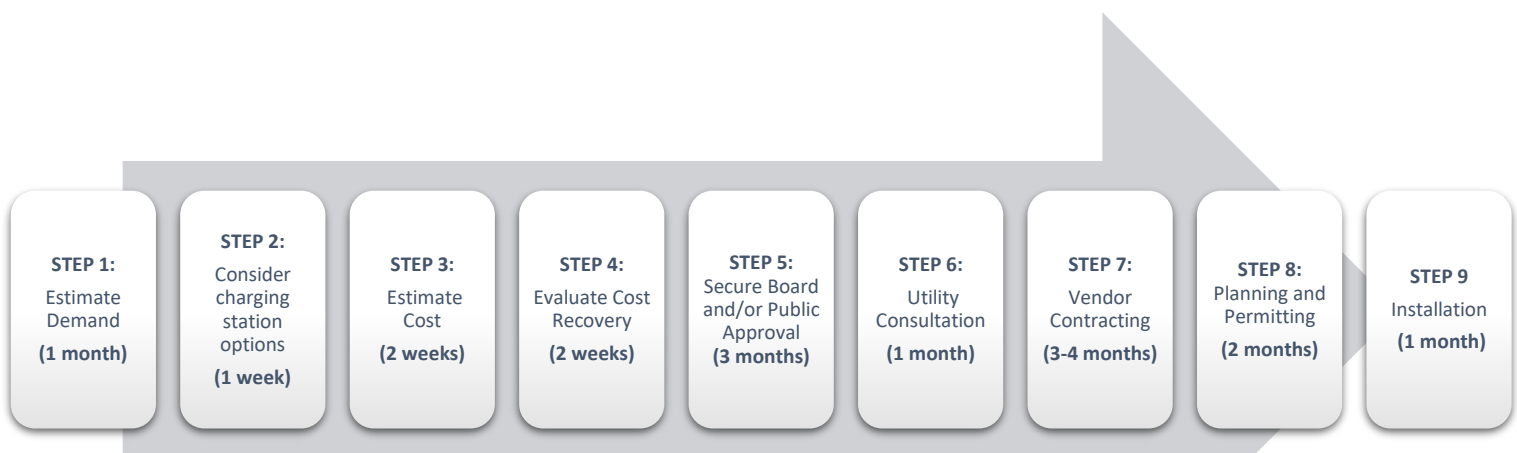 STEP 1:
Estimate
Demand
(1 month)
STEP 2:
Consider
charging
station
options
(1 week)
STEP 3:
Estimate
Cost
(2 weeks)
STEP 4:
Evaluate Cost
Recovery
(2 weeks)
STEP 5:
Secure Board
and/or Public
Approval
(3 months)
STEP 6:
Utility
Consultation
(1 month)
STEP 7:
Vendor
Contracting
(3-4 months)
STEP 8:
Planning and
Permitting
(2 months)
STEP 9
Installation
(1 month)